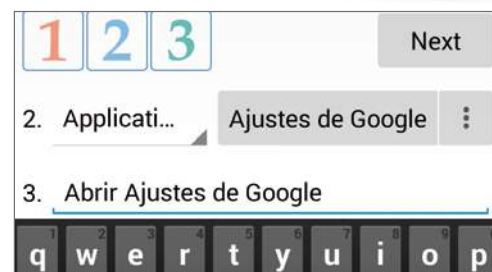 1 2 3 Next
2. Applicati... Ajustes de Google
3. Abrir Ajustes de Google
1 2 3 4 5 6 7 8 9 0
q w e r t y u i o p